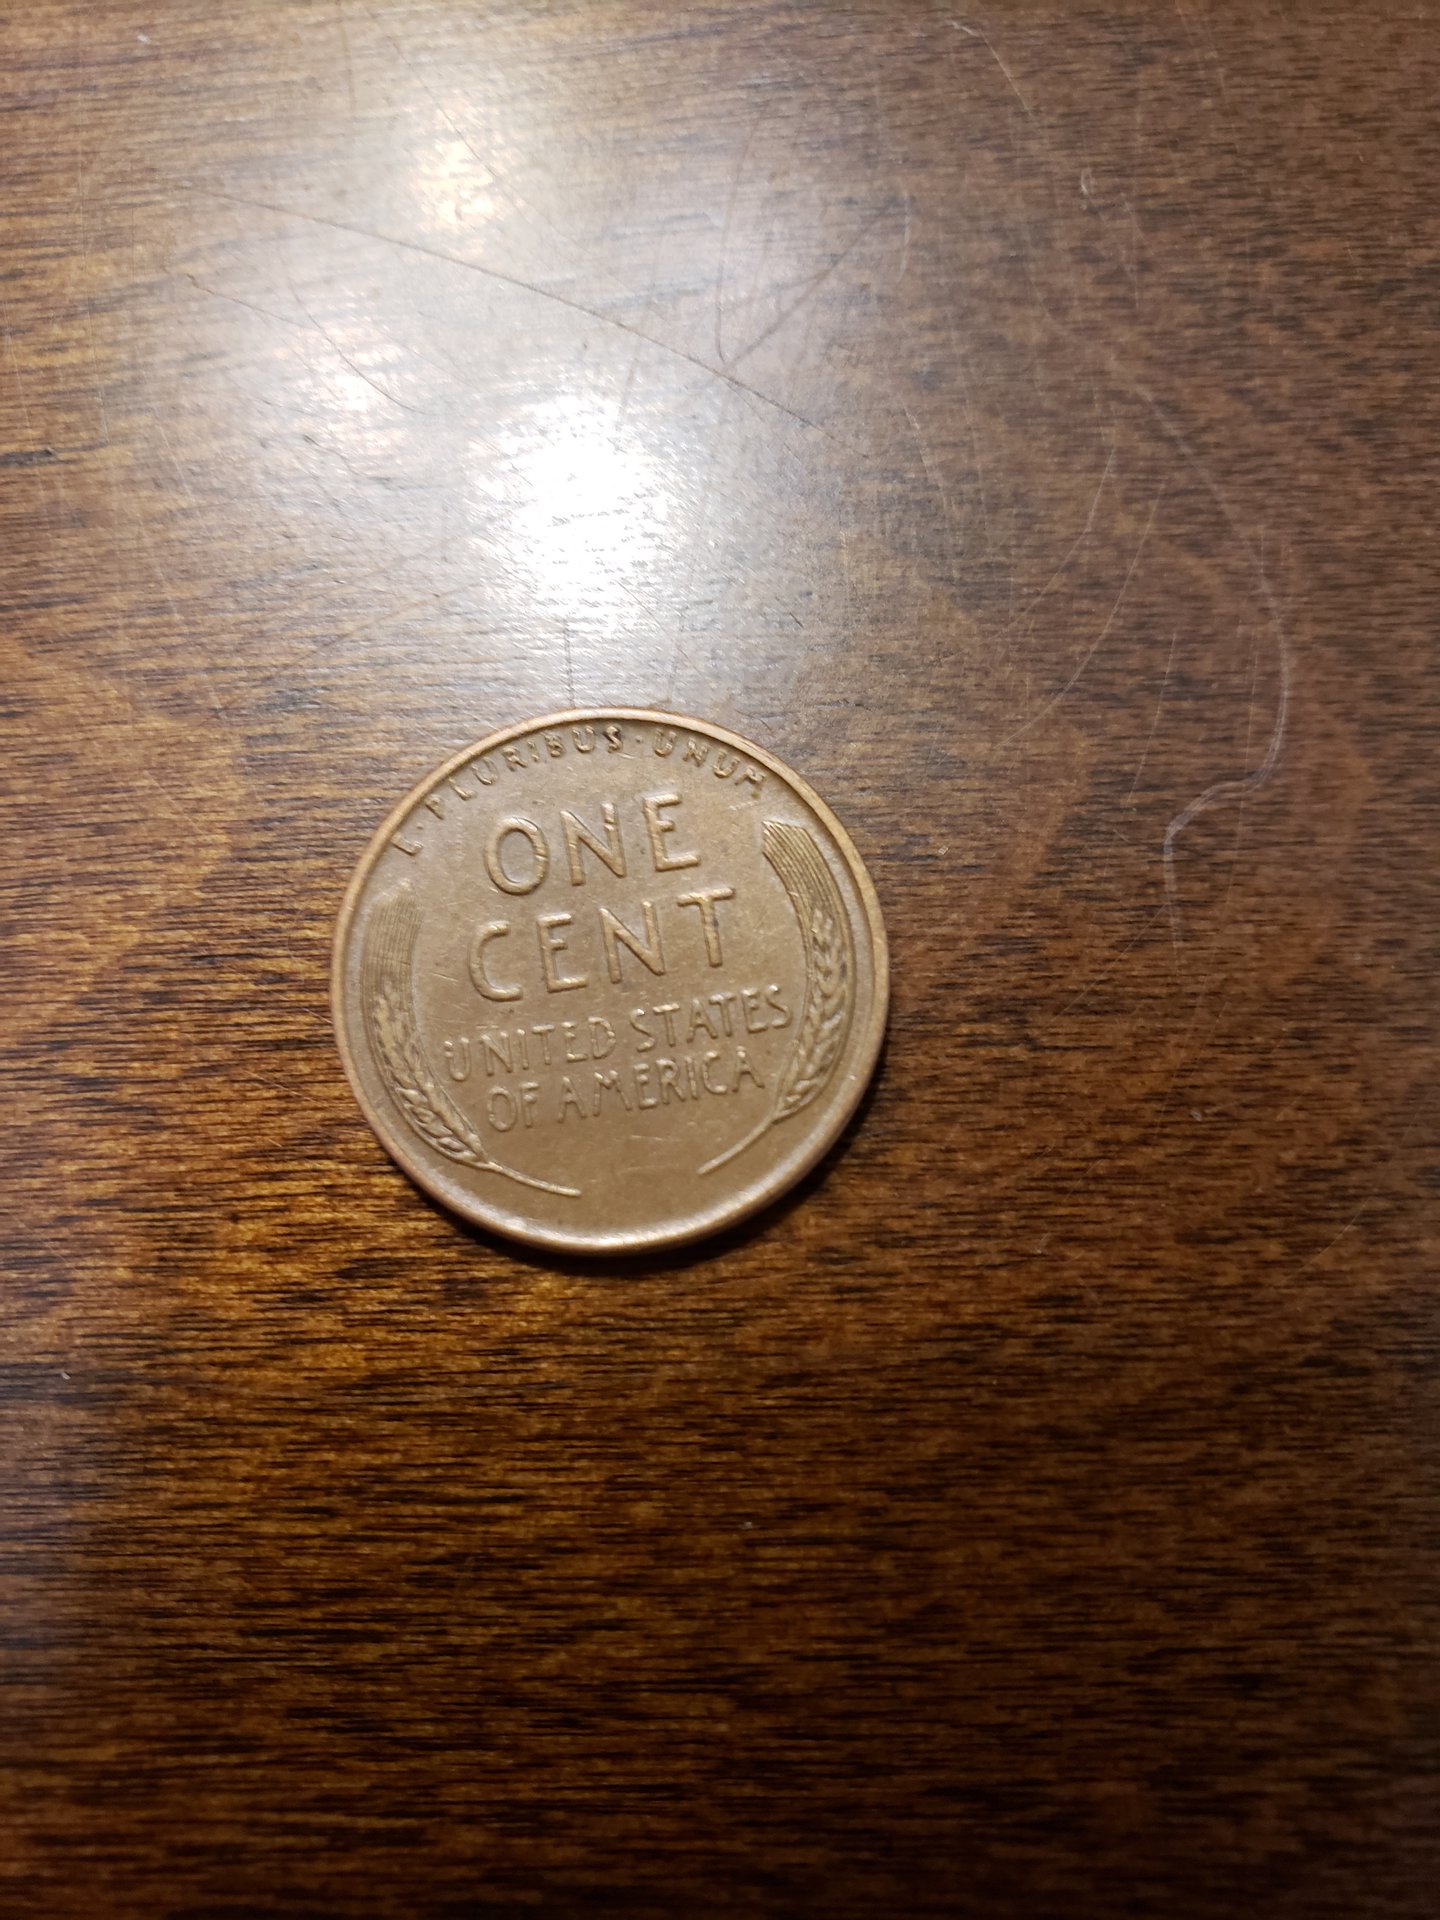 E·PLURIBUS·UNUM
ONE
CENT
UNITED STATES
OF AMERICA